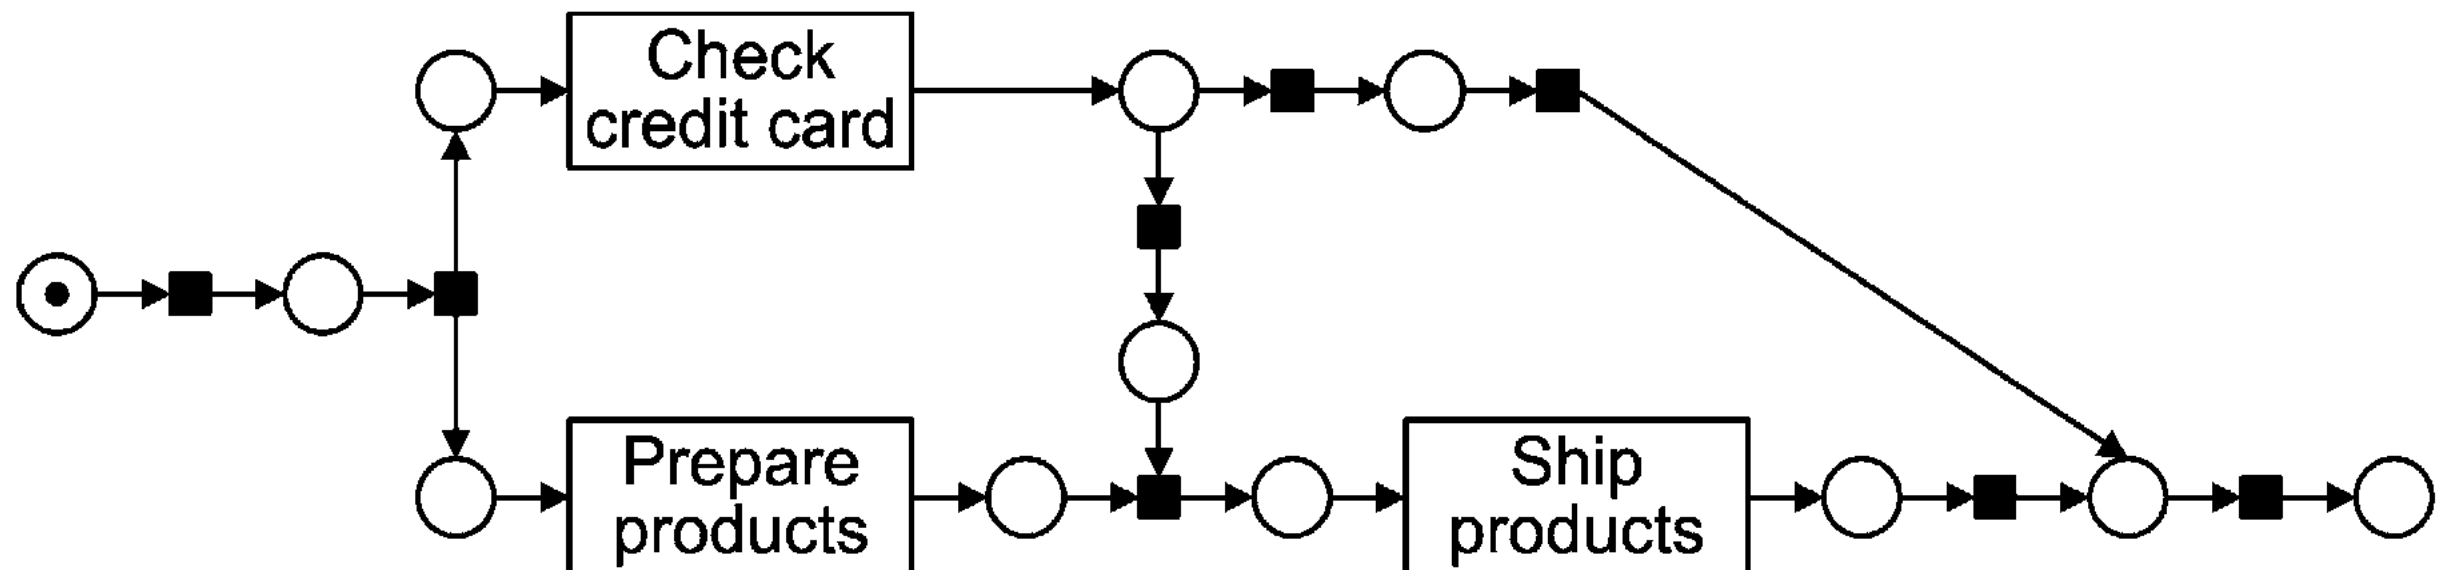 Check
credit card
Prepare
products
Ship
products